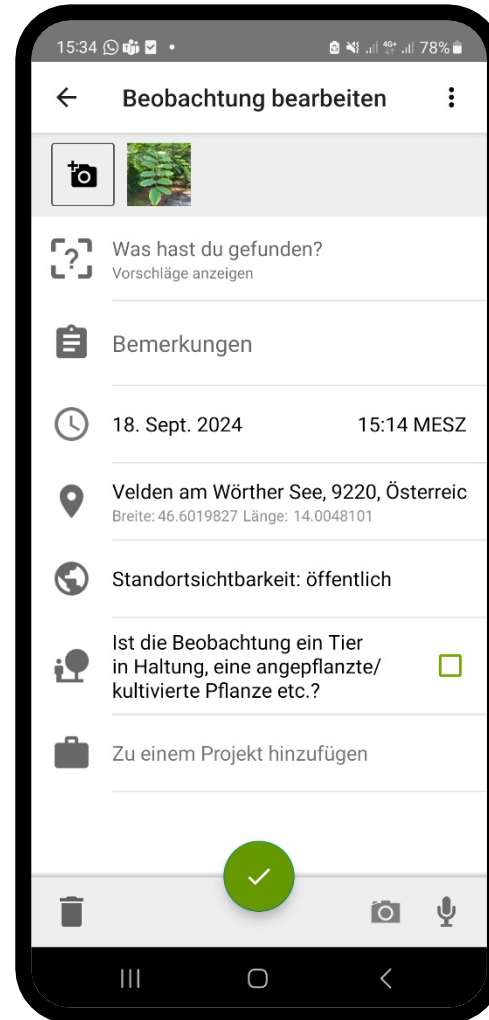 15:34
4G+
78%
Beobachtung bearbeiten
Was hast du gefunden?
Vorschläge anzeigen
Bemerkungen
18. Sept. 2024 15:14 MESZ
Velden am Wörther See, 9220, Österreic
Breite: 46.6019827 Länge: 14.0048101
Standortsichtbarkeit: öffentlich
Ist die Beobachtung ein Tier
in Haltung, eine angepflanzte/
kultivierte Pflanze etc.?
Zu einem Projekt hinzufügen